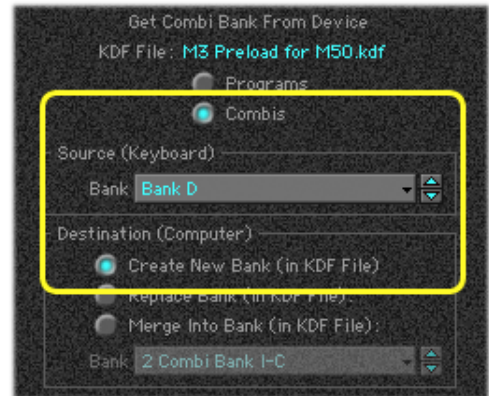 Get Combi Bank From Device
KDF File: M3 Preload for M50.kdf
Programs
Combis
Source (Keyboard)
Bank Bank D
Destination (Computer)
Create New Bank (in KDF File)
Replace Bank (in KDF File):
Merge Into Bank (in KDF File):
Bank 2 Combi Bank I-C